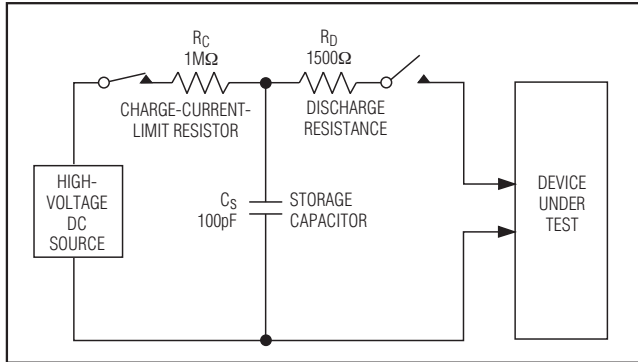 R_C
1MΩ
CHARGE-CURRENT-
LIMIT RESISTOR
R_D
1500Ω
DISCHARGE
RESISTANCE
HIGH-
VOLTAGE
DC
SOURCE
C_S
100pF
STORAGE
CAPACITOR
DEVICE
UNDER
TEST